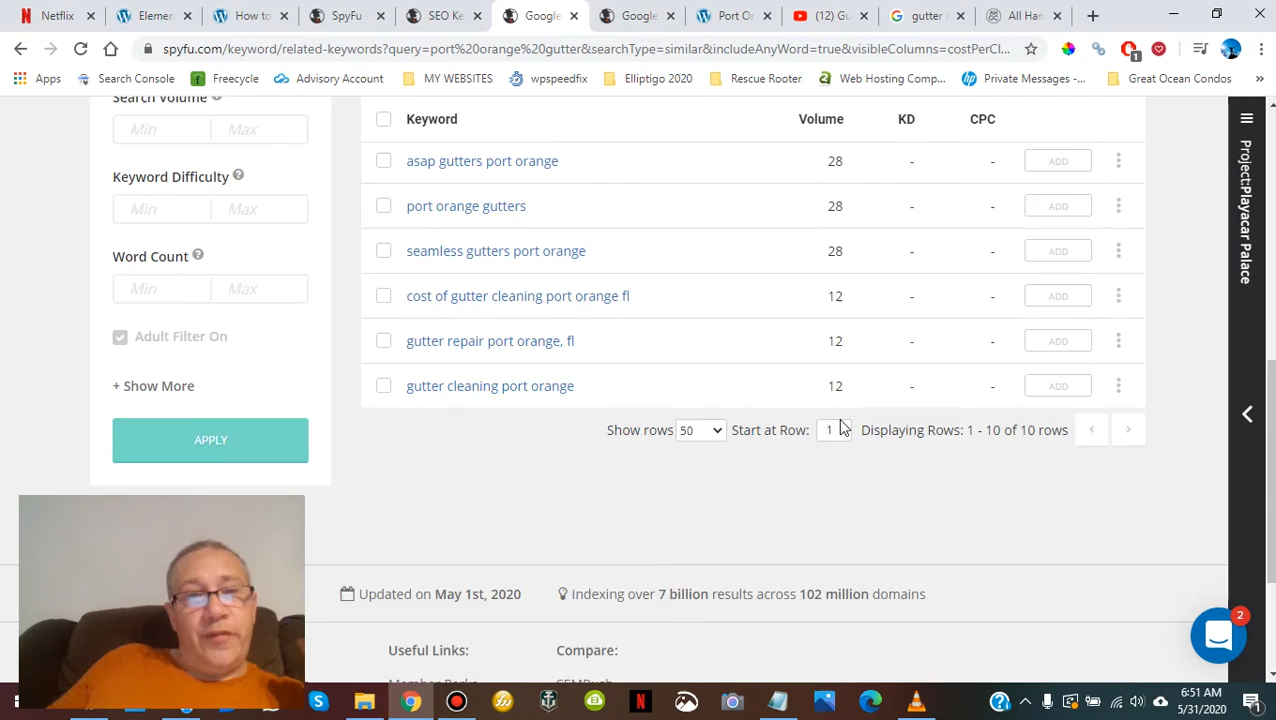 Netflix
Elemen
How to
SpyFu
SEO Ke
Google
Google
Port Or
(12) Gu
gutter c
All Han
spyfu.com/keyword/related-keywords?query=port%20orange%20gutter&searchType=similar&includeAnyWord=true&visibleColumns=costPerCl...
Apps
Search Console
Freecycle
Advisory Account
MY WEBSITES
wpspeedfix
Elliptigo 2020
Rescue Rooter
Web Hosting Comp...
Private Messages -...
Great Ocean Condos
Search Volume
Min Max
Keyword Difficulty
Min Max
Word Count
Min Max
Adult Filter On
+ Show More
APPLY
Keyword Volume KD CPC
asap gutters port orange 28 - - ADD
port orange gutters 28 - - ADD
seamless gutters port orange 28 - - ADD
cost of gutter cleaning port orange fl 12 - - ADD
gutter repair port orange, fl 12 - - ADD
gutter cleaning port orange 12 - - ADD
Show rows 50 Start at Row: 1 Displaying Rows: 1 - 10 of 10 rows
Project:Playacar Palace
Updated on May 1st, 2020
Indexing over 7 billion results across 102 million domains
Useful Links:
Compare:
Member Perks
SEMRush
2
6:51 AM
5/31/2020